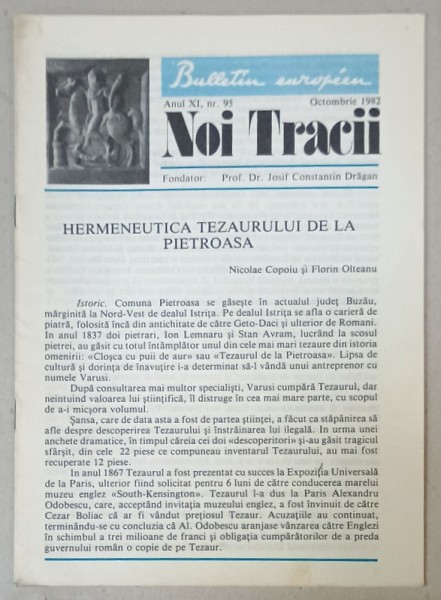 Bulletin européen
Anul XI, nr. 95 Octombrie 1982
Noi Tracii
Fondator: Prof. Dr. Josif Constantin Drăgan
HERMENEUTICA TEZAURULUI DE LA
PIETROASA
Nicolae Copoiu și Florin Olteanu
Istoric. Comuna Pietroasa se găsește în actualul județ Buzău,
mărginită la Nord-Vest de dealul Istrița. Pe dealul Istrița se afla o carieră de
piatră, folosită încă din antichitate de către Geto-Daci și ulterior de Romani.
În anul 1837 doi pietrari, Ion Lemnaru și Stan Avram, lucrând la scosul
pietrei, au găsit cu totul întâmplător unul din cele mai mari tezaure din istoria
omenirii: «Cloșca cu puii de aur» sau «Tezaurul de la Pietroasa». Lipsa de
cultură și dorința de înavuțire i-a determinat să-l vândă unui antreprenor cu
numele Varusi.
După consultarea mai multor specialiști, Varusi cumpără Tezaurul, dar
neintuind valoarea lui științifică, îl distruge în cea mai mare parte, cu scopul
de a-i micșora volumul.
Șansa, care de data asta a fost de partea științei, a făcut ca stăpânirea să
afle despre descoperirea Tezaurului și înstrăinarea lui ilegală. In urma unei
anchete dramatice, în timpul căreia cei doi «descoperitori» și-au găsit tragicul
sfârșit, din cele 22 piese ce compuneau inventarul Tezaurului, au mai fost
recuperate 12 piese.
In anul 1867 Tezaurul a fost prezentat cu succes la Expoziția Universală
de la Paris, ulterior fiind solicitat pentru 6 luni de către conducerea marelui
muzeu englez «South-Kensington». Tezaurul l-a dus la Paris Alexandru
Odobescu, care, acceptând invitația muzeului englez, a fost învinuit de către
Cezar Boliac că ar fi vândut prețiosul Tezaur. Acuzațiile au continuat,
terminându-se cu concluzia că Al. Odobescu aranjase vânzarea către Englezi
în schimbul a trei milioane de franci și obligația cumpărătorilor de a preda
guvernului român o copie de pe Tezaur.